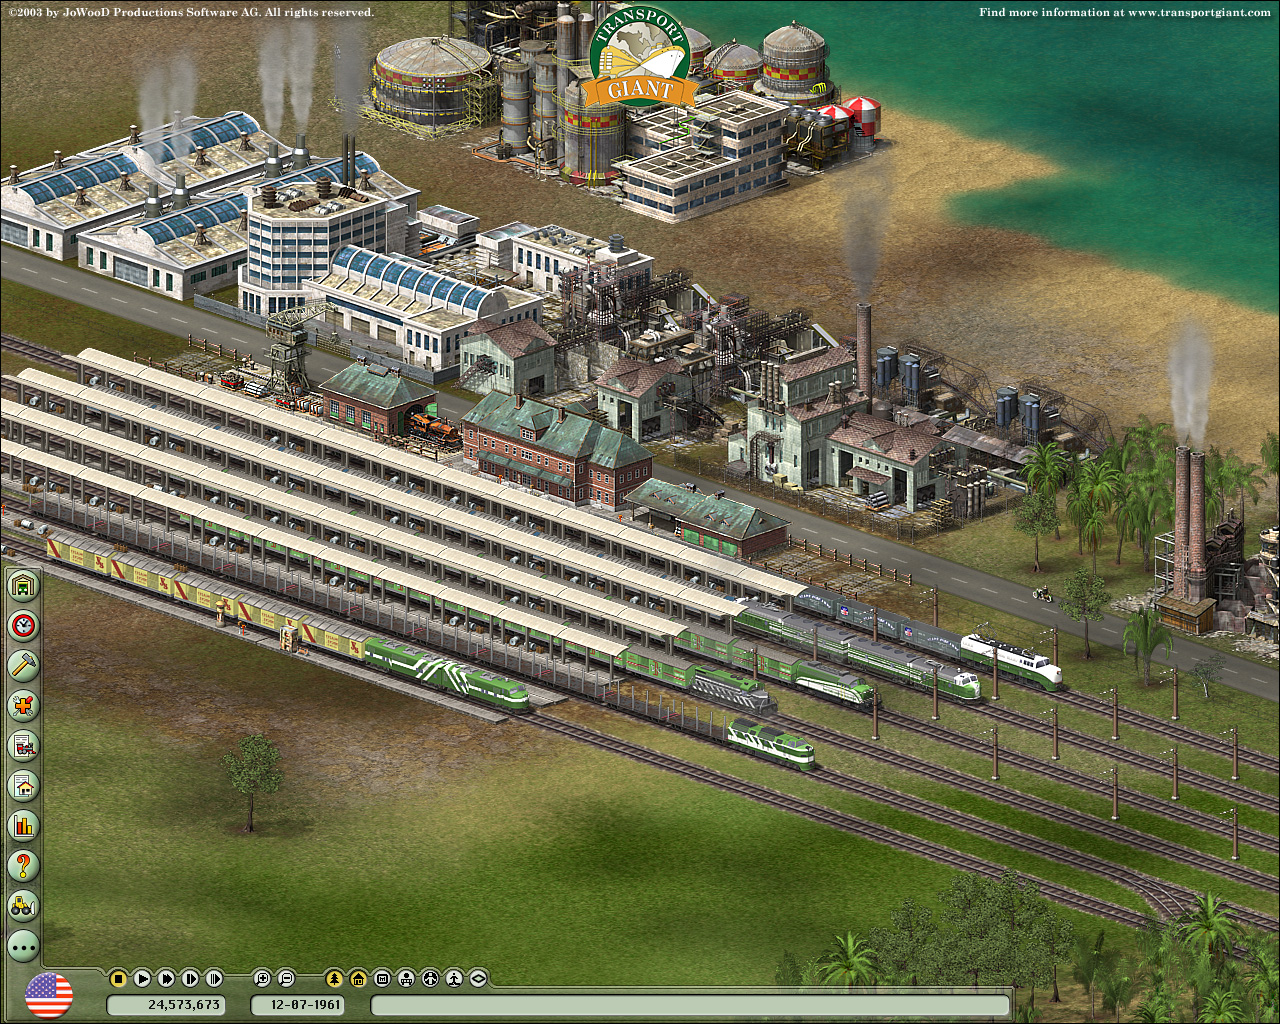 ©2003 by JoWooD Productions Software AG. All rights reserved.
Find more information at www.transportgiant.com
TRANSPORT
GIANT
24,573,673
12-07-1961